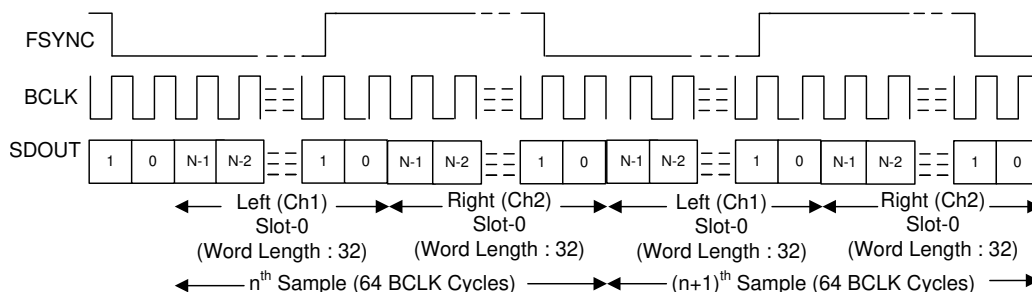 FSYNC
BCLK
SDOUT
1 0 N-1 N-2 1 0 N-1 N-2 1 0 N-1 N-2 1 0 N-1 N-2 1 0
Left (Ch1) Right (Ch2) Left (Ch1) Right (Ch2)
Slot-0 Slot-0 Slot-0 Slot-0
(Word Length : 32) (Word Length : 32) (Word Length : 32) (Word Length : 32)
nth Sample (64 BCLK Cycles) (n+1)th Sample (64 BCLK Cycles)